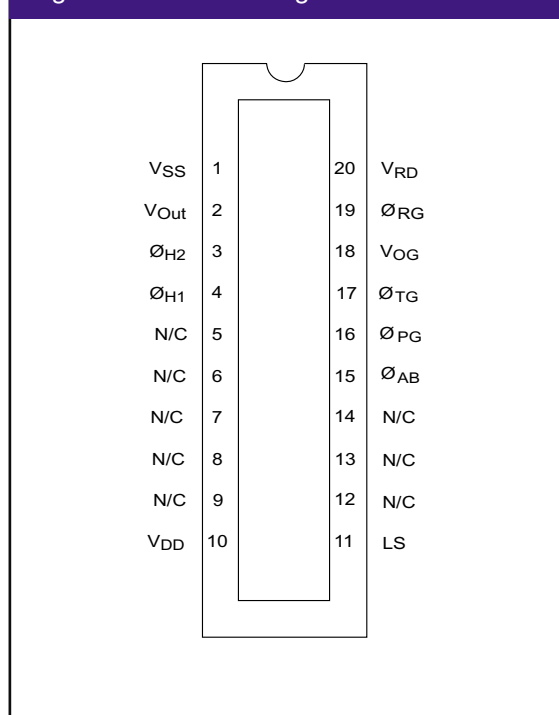 VSS 1 20 VRD
VOut 2 19 ØRG
ØH2 3 18 VOG
ØH1 4 17 ØTG
N/C 5 16 ØPG
N/C 6 15 ØAB
N/C 7 14 N/C
N/C 8 13 N/C
N/C 9 12 N/C
VDD 10 11 LS